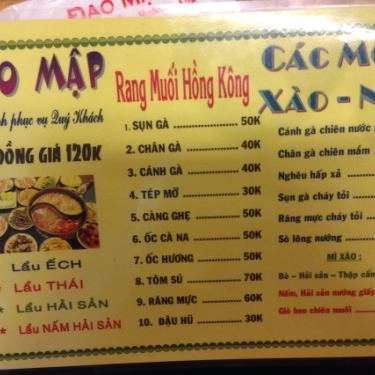 ĐẠO M
O MẬP
nh phục vụ Quý Khách
ĐỒNG GIÁ 120K
Lẩu ẾCH
* Lẩu THÁI
* Lẩu HẢI SẢN
* Lẩu NẤM HẢI SẢN
Rang Muối Hồng Kông
1. SỤN GÀ ........ 50K
2. CHÂN GÀ ........ 40K
3. CÁNH GÀ ........ 40K
4. TÉP MỠ ........ 30K
5. CÀNG GHẸ ........ 50K
6. ỐC CÀ NA ........ 50K
7. ỐC HƯƠNG ........ 50K
8. TÔM SÚ ........ 70K
9. RĂNG MỰC ........ 60K
10. ĐẬU HŨ ........ 30K
CÁC MÓ
XÀO - N
Cánh gà chiên nước
Chân gà chiên mắm
Nghêu hấp xả
Sụn gà cháy tỏi
Răng mực cháy tỏi
Sò lông nướng
MÌ XÀO :
Bò - Hải sản - Thập cẩm
Nấm, Hải sản nướng giấy
Giò heo chiên muối